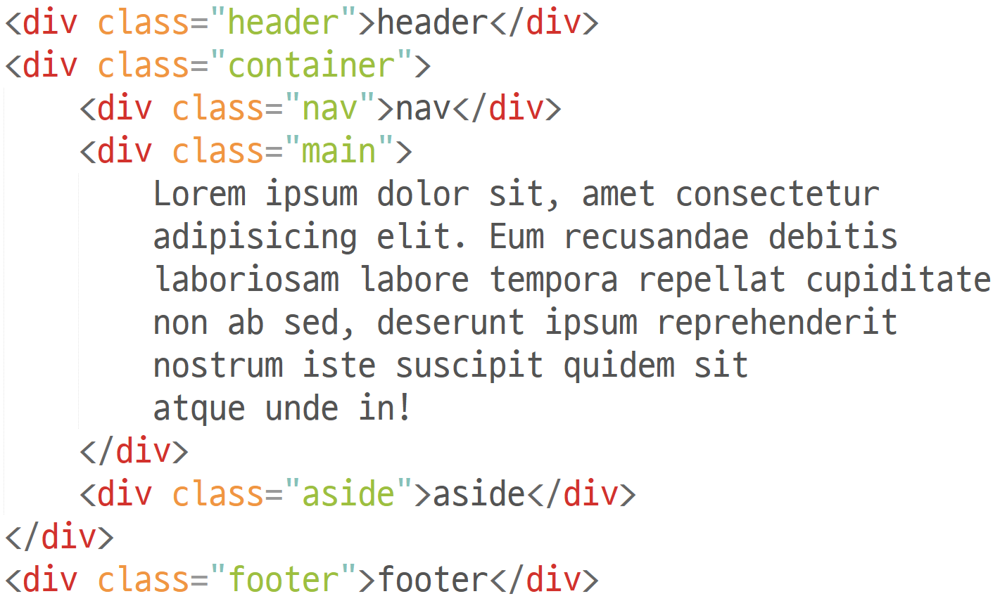 <div class="header">header</div>
<div class="container">
    <div class="nav">nav</div>
    <div class="main">
        Lorem ipsum dolor sit, amet consectetur
        adipisicing elit. Eum recusandae debitis
        laboriosam labore tempora repellat cupiditate
        non ab sed, deserunt ipsum reprehenderit
        nostrum iste suscipit quidem sit
        atque unde in!
    </div>
    <div class="aside">aside</div>
</div>
<div class="footer">footer</div>